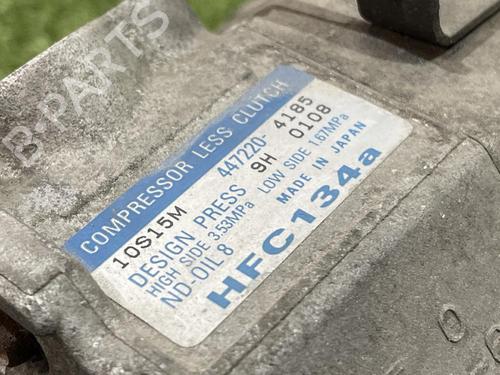 B-PARTS
COMPRESSOR LESS CLUTCH
10S15M 447220-4185
DESIGN PRESS 9H 0108
HIGH SIDE 3.53MPa LOW SIDE 1.67MPa
ND-OIL 8 MADE IN JAPAN
HFC134a